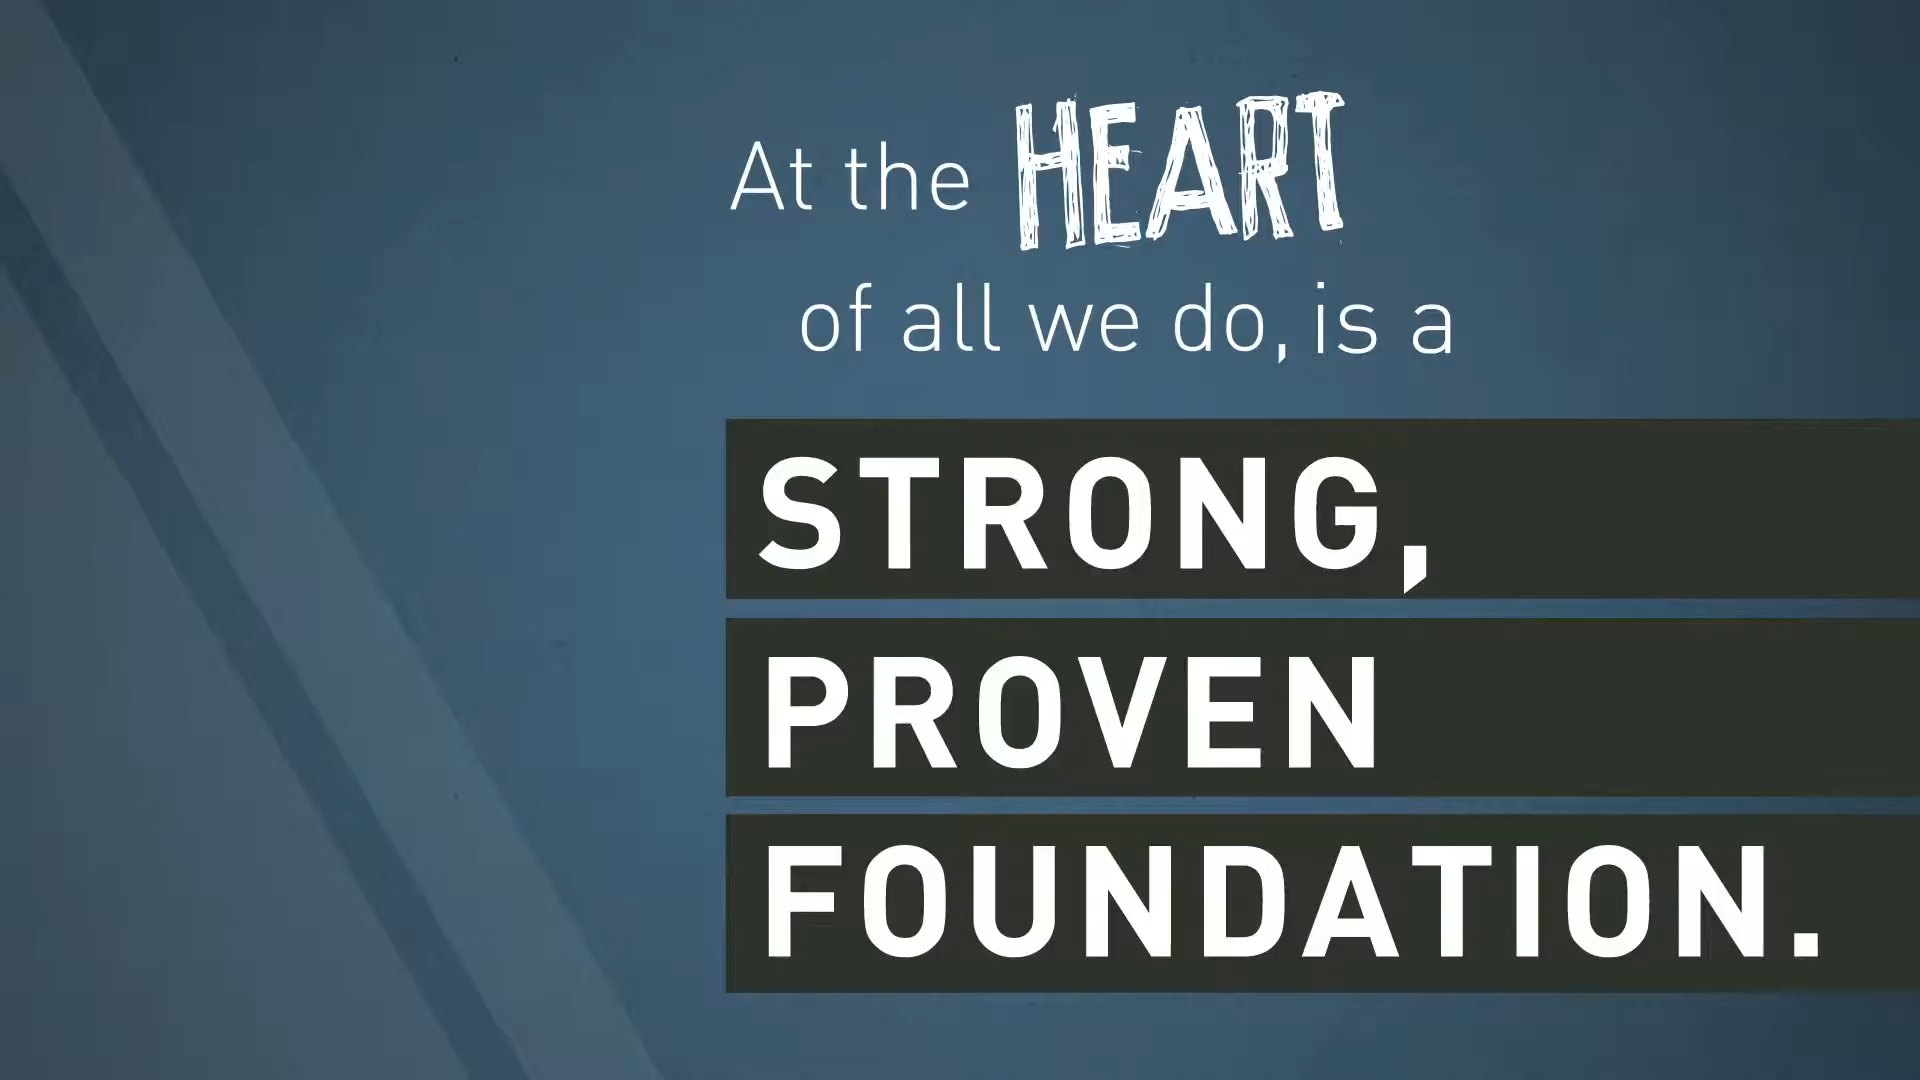 At the HEART
of all we do, is a
STRONG,
PROVEN
FOUNDATION.